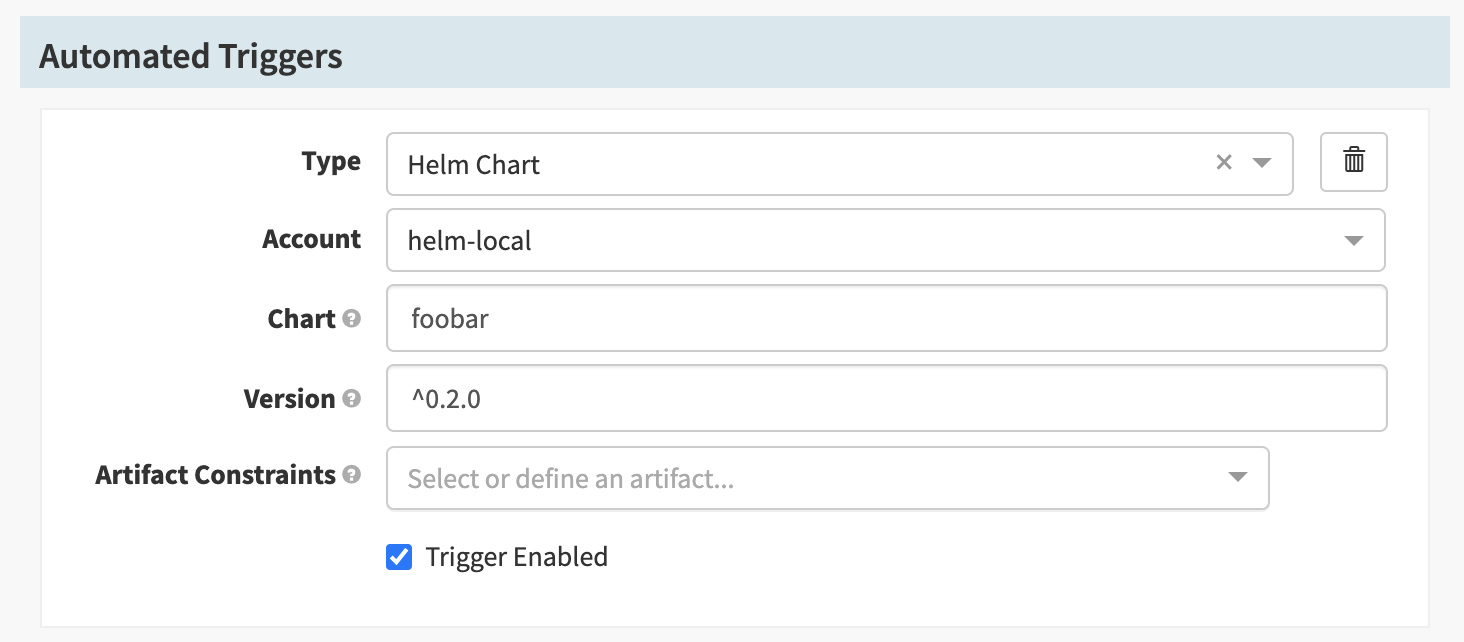 Automated Triggers
Type Helm Chart
Account helm-local
Chart foobar
Version ^0.2.0
Artifact Constraints Select or define an artifact...
Trigger Enabled